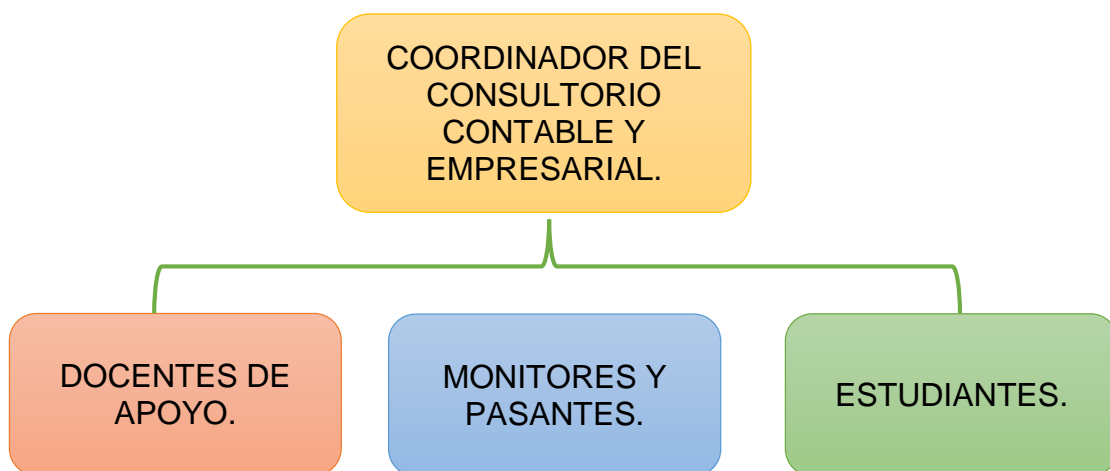 COORDINADOR DEL
CONSULTORIO
CONTABLE Y
EMPRESARIAL.
DOCENTES DE
APOYO.
MONITORES Y
PASANTES.
ESTUDIANTES.